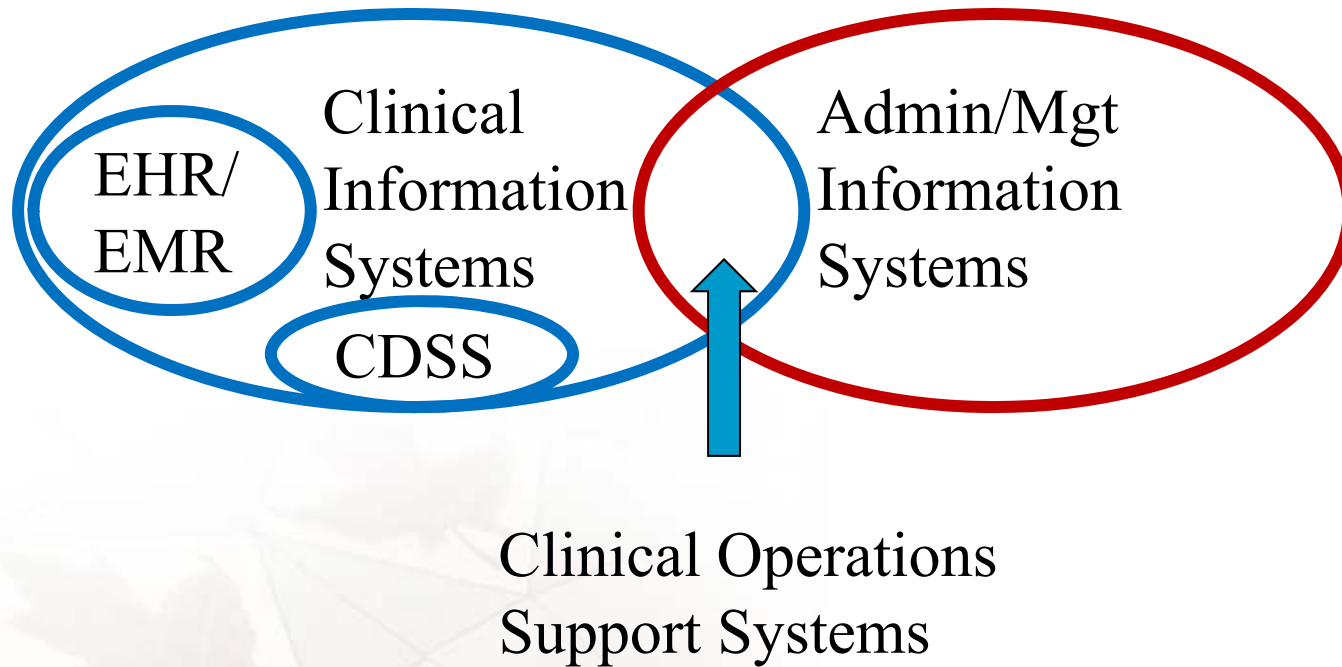 EHR/
EMR
Clinical
Information
Systems
CDSS
Admin/Mgt
Information
Systems
Clinical Operations
Support Systems